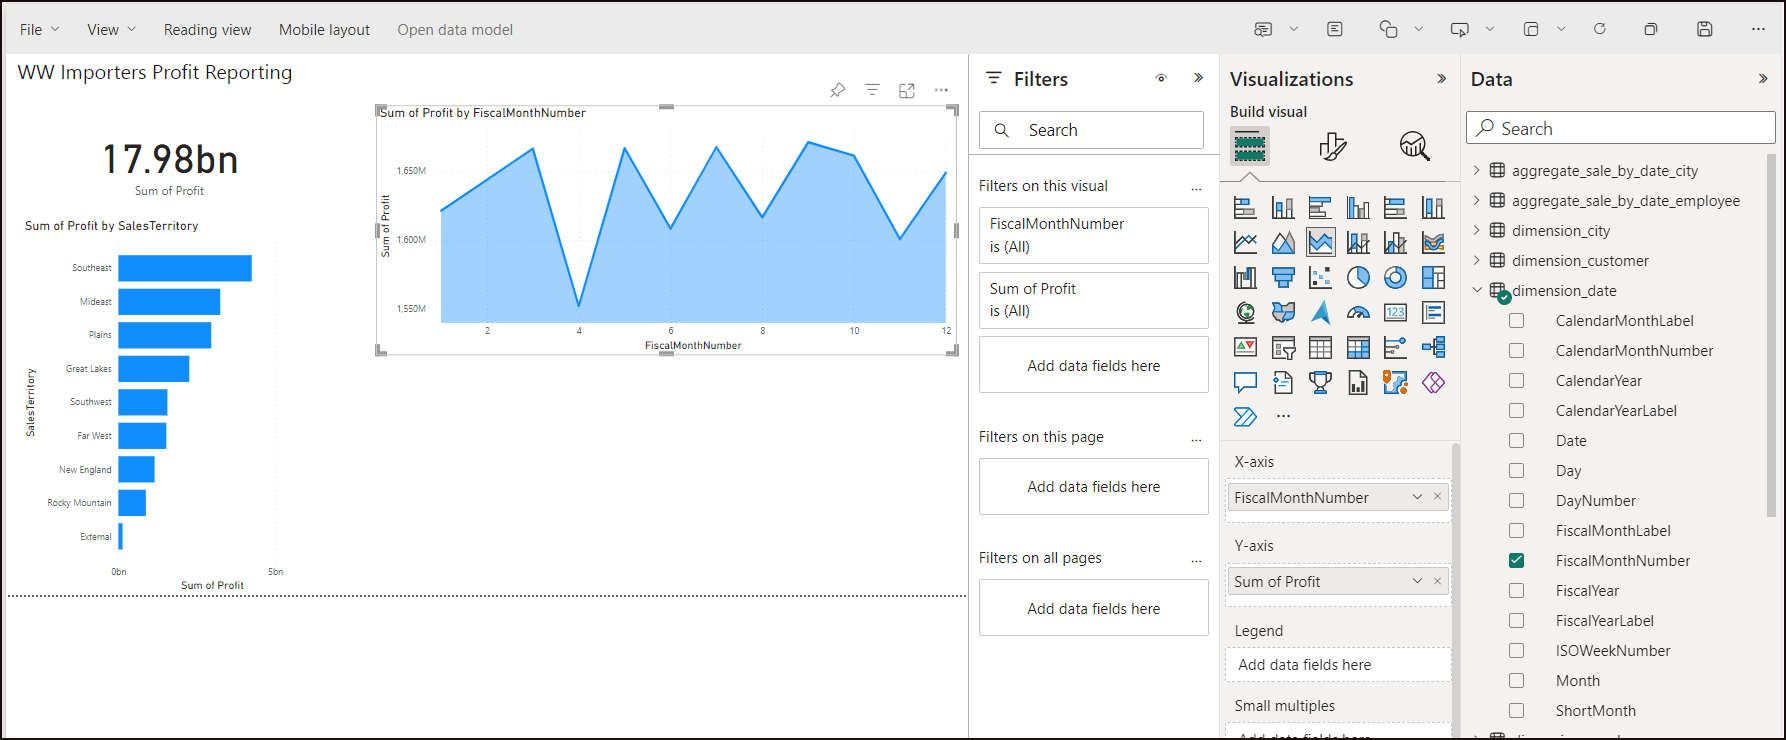 File View Reading view Mobile layout Open data model
WW Importers Profit Reporting
17.98bn
Sum of Profit
Sum of Profit by SalesTerritory
SalesTerritory
Southeast
Mideast
Plains
Great Lakes
Southwest
Far West
New England
Rocky Mountain
External
0bn 5bn
Sum of Profit
Sum of Profit by FiscalMonthNumber
Sum of Profit
1,650M
1,600M
1,550M
2 4 6 8 10 12
FiscalMonthNumber
Filters
Search
Filters on this visual ...
FiscalMonthNumber
is (All)
Sum of Profit
is (All)
Add data fields here
Filters on this page ...
Add data fields here
Filters on all pages ...
Add data fields here
Visualizations
Build visual
123
...
X-axis
FiscalMonthNumber
Y-axis
Sum of Profit
Legend
Add data fields here
Small multiples
Add data fields here
Data
Search
aggregate_sale_by_date_city
aggregate_sale_by_date_employee
dimension_city
dimension_customer
dimension_date
CalendarMonthLabel
CalendarMonthNumber
CalendarYear
CalendarYearLabel
Date
Day
DayNumber
FiscalMonthLabel
FiscalMonthNumber
FiscalYear
FiscalYearLabel
ISOWeekNumber
Month
ShortMonth